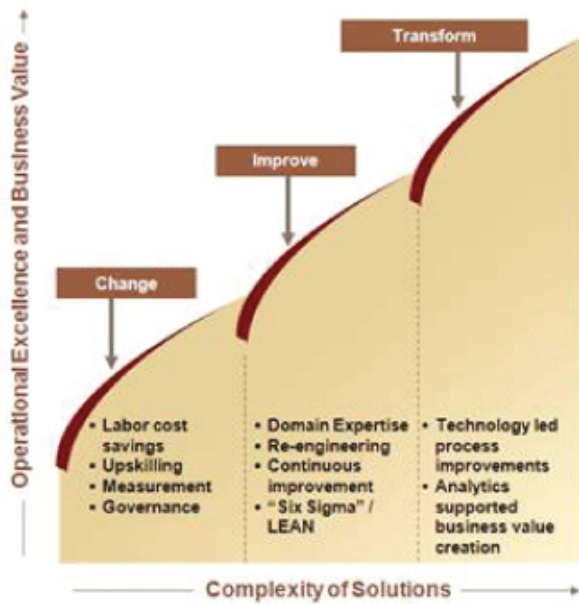 Operational Excellence and Business Value
Transform
Improve
Change
• Labor cost
savings
• Upskilling
• Measurement
• Governance
• Domain Expertise
• Re-engineering
• Continuous
improvement
• “Six Sigma” /
LEAN
• Technology led
process
improvements
• Analytics
supported
business value
creation
Complexity of Solutions